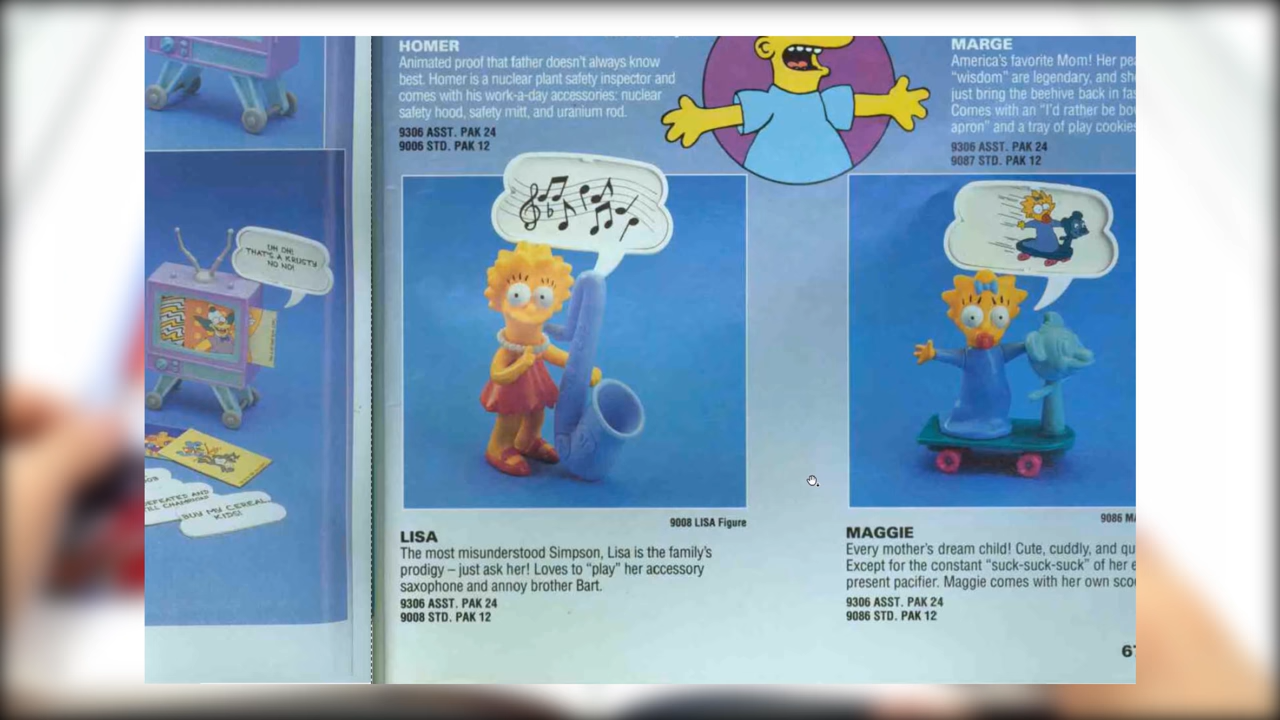 HOMER
Animated proof that father doesn't always know
best. Homer is a nuclear plant safety inspector and
comes with his work-a-day accessories: nuclear
safety hood, safety mitt, and uranium rod.
9306 ASST. PAK 24
9006 STD. PAK 12
MARGE
America's favorite Mom! Her
"wisdom" are legendary, and
just bring the beehive back in
Comes with an "I'd rather be
apron" and a tray of play cookies
9306 ASST. PAK 24
9087 STD. PAK 12
UH OH!
THAT'S A KRUSTY
NO NO!
AND
BUY MY CEREAL
KIDS!
9008 LISA Figure
LISA
The most misunderstood Simpson, Lisa is the family's
prodigy – just ask her! Loves to "play" her accessory
saxophone and annoy brother Bart.
9306 ASST. PAK 24
9008 STD. PAK 12
9086
MAGGIE
Every mother's dream child! Cute, cuddly, and
Except for the constant "suck-suck-suck" of her
present pacifier. Maggie comes with her own
9306 ASST. PAK 24
9086 STD. PAK 12